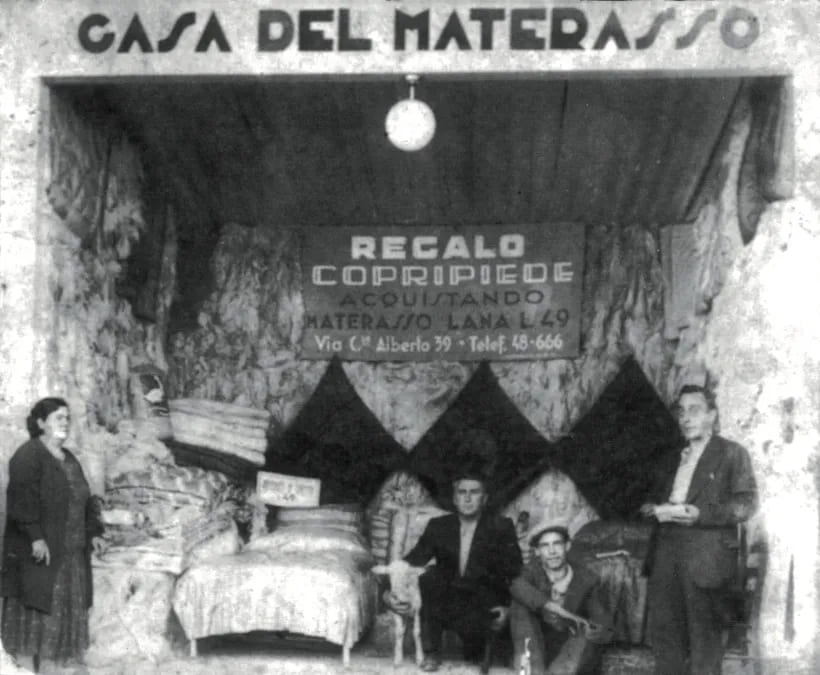 CASA DEL MATERASSO
REGALO
COPRIPIEDE
ACQUISTANDO
MATERASSO LANA L. 49
Via C.lo Alberto 39 • Telef. 48-666